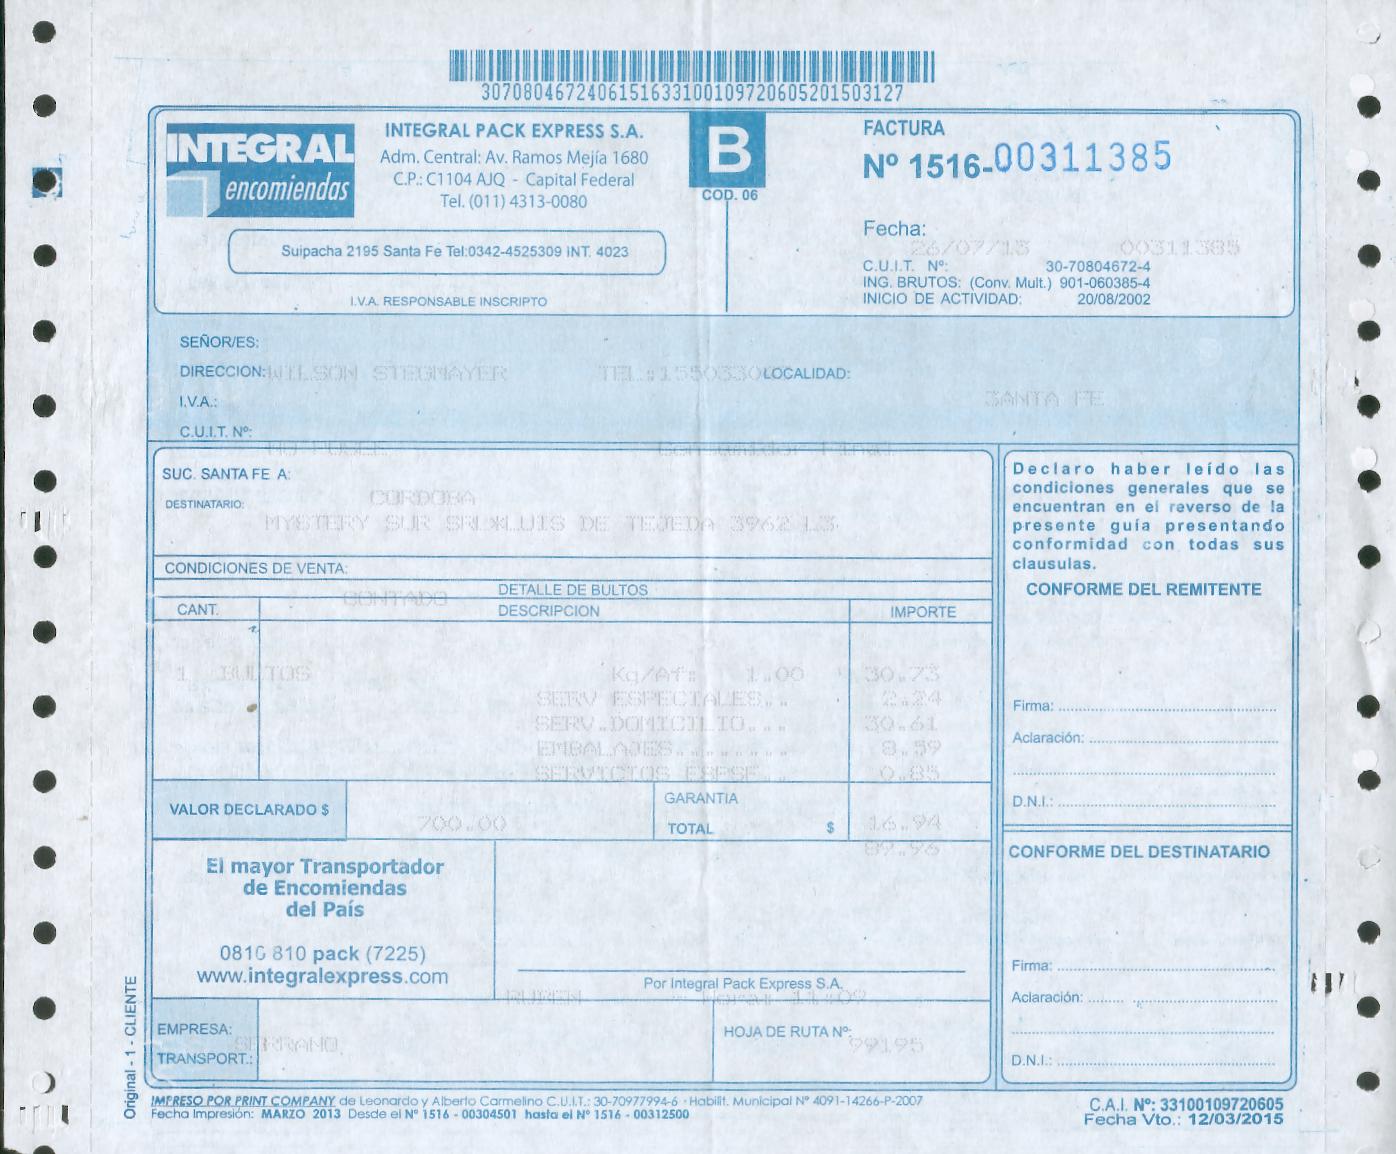 307080467240615163310010972060520150312​7
INTEGRAL
encomiendas
INTEGRAL PACK EXPRESS S.A.
Adm. Central: Av. Ramos Mejía 1680
C.P.: C1104 AJQ - Capital Federal
Tel. (011) 4313-0080
Suipacha 2195 Santa Fe Tel:0342-4525309 INT. 4023
I.V.A. RESPONSABLE INSCRIPTO
B
COD. 06
FACTURA
Nº 1516-00311385
Fecha:
26/07/13 00311385
C.U.I.T. Nº: 30-70804672-4
ING. BRUTOS: (Conv. Mult.) 901-060385-4
INICIO DE ACTIVIDAD: 20/08/2002
SEÑOR/ES:
DIRECCION: WILSON STEGMAYER TEL.:1550330 LOCALIDAD:
I.V.A.: SANTA FE
C.U.I.T. Nº:
NO POSEE Consumidor Final
SUC. SANTA FE A:
CORDOBA
DESTINATARIO:
MYSTERY SUR SRL*LUIS DE TEJEDA 3962 L3
CONDICIONES DE VENTA:
CONTADO
DETALLE DE BULTOS
CANT. DESCRIPCION IMPORTE
1 BULTOS Kg/Af: 1.00 30.73
SERV ESPECIALES.. 2.24
SERV.DOMICILIO... 30.61
EMBALAJES........ 8.59
SERVICIOS 0.85
VALOR DECLARADO $ 700.00
GARANTIA
TOTAL $ 16.94
89.96
El mayor Transportador
de Encomiendas
del País
0810 810 pack (7225)
www.integralexpress.com
Por Integral Pack Express S.A.
RUBEN Hora: 11:09
EMPRESA:
TRANSPORT.: SERRANO
HOJA DE RUTA Nº: 99195
Declaro haber leído las
condiciones generales que se
encuentran en el reverso de la
presente guía presentando
conformidad con todas sus
clausulas.
CONFORME DEL REMITENTE
Firma:
Aclaración:
D.N.I.:
CONFORME DEL DESTINATARIO
Firma:
Aclaración:
D.N.I.:
Original - 1 - CLIENTE
IMPRESO POR PRINT COMPANY de Leonardo y Alberto Carmelino C.U.I.T.: 30-70977994-6 - Habilit. Municipal Nº 4091-14266-P-2007
Fecha Impresión: MARZO 2013 Desde el Nº 1516 - 00304501 hasta el Nº 1516 - 00312500
C.A.I. Nº: 33100109720605
Fecha Vto.: 12/03/2015